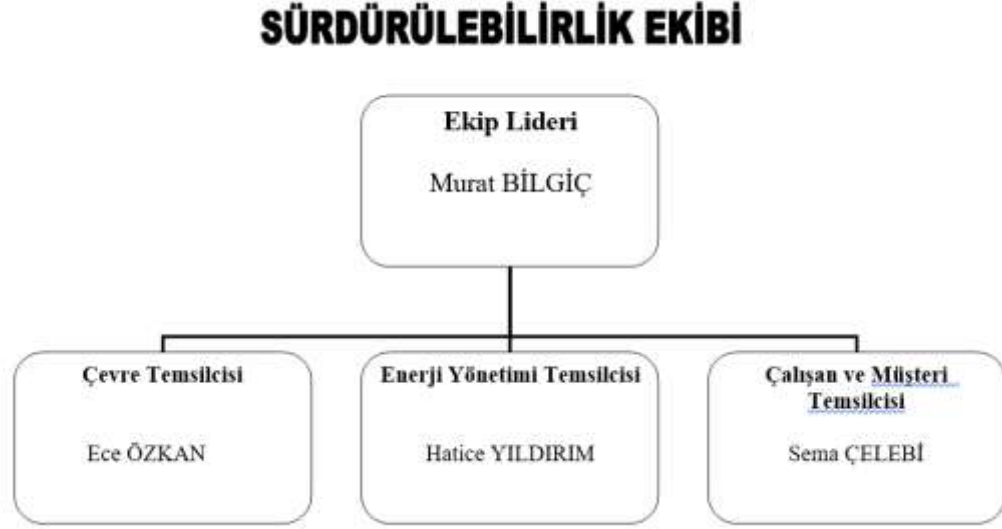 SÜRDÜRÜLEBİLİRLİK EKİBİ
Ekip Lideri
Murat BİLGİÇ
Çevre Temsilcisi
Ece ÖZKAN
Enerji Yönetimi Temsilcisi
Hatice YILDIRIM
Çalışan ve Müşteri
Temsilcisi
Sema ÇELEBİ